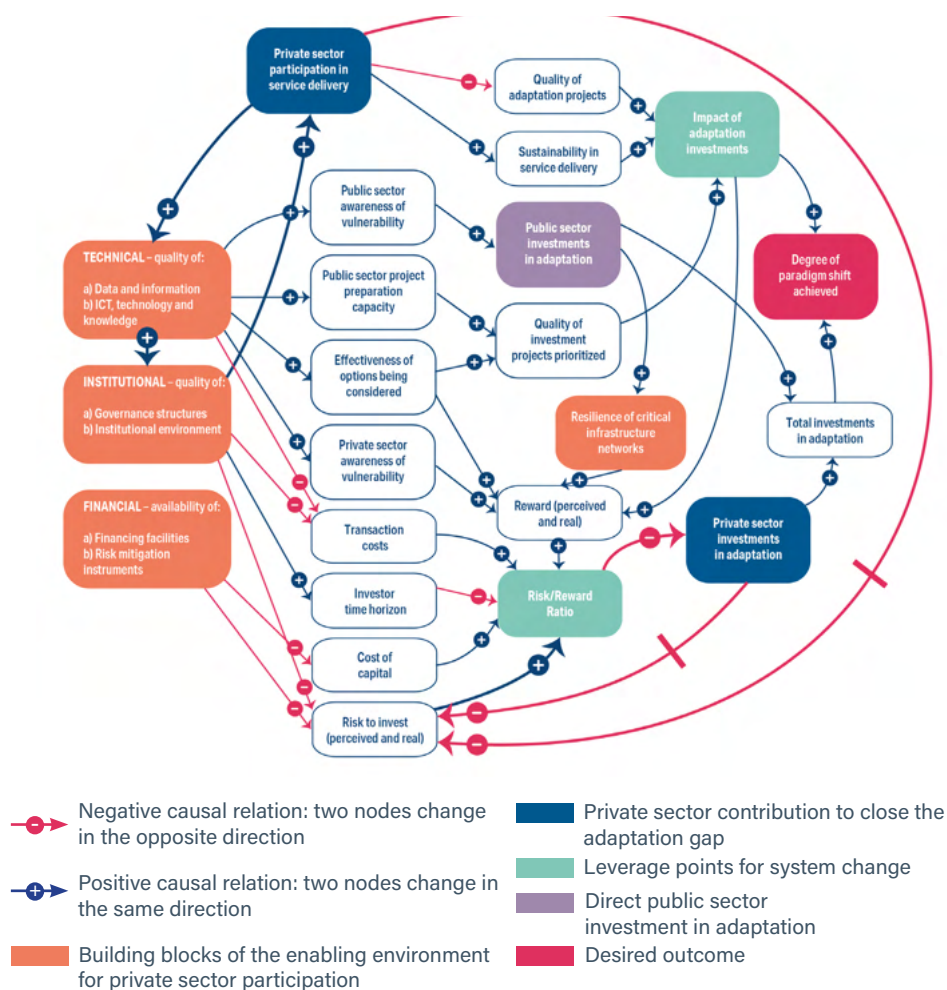 Private sector
participation in
service delivery
Quality of
adaptation projects
Impact of
adaptation
investments
Sustainability in
service delivery
Public sector
awareness of
vulnerability
Public sector
investments
in adaptation
Degree of
paradigm shift
achieved
TECHNICAL – quality of:
a) Data and information
b) ICT, technology and
knowledge
Public sector project
preparation
capacity
Quality of
investment
projects prioritized
Effectiveness of
options being
considered
INSTITUTIONAL – quality of:
a) Governance structures
b) Institutional environment
Resilience of critical
infrastructure
networks
Total investments
in adaptation
Private sector
awareness of
vulnerability
FINANCIAL – availability of:
a) Financing facilities
b) Risk mitigation
instruments
Reward (perceived
and real)
Transaction
costs
Private sector
investments
in adaptation
Investor
time horizon
Risk/Reward
Ratio
Cost of
capital
Risk to invest
(perceived and real)
Negative causal relation: two nodes change
in the opposite direction
Positive causal relation: two nodes change in
the same direction
Building blocks of the enabling environment
for private sector participation
Private sector contribution to close the
adaptation gap
Leverage points for system change
Direct public sector
investment in adaptation
Desired outcome